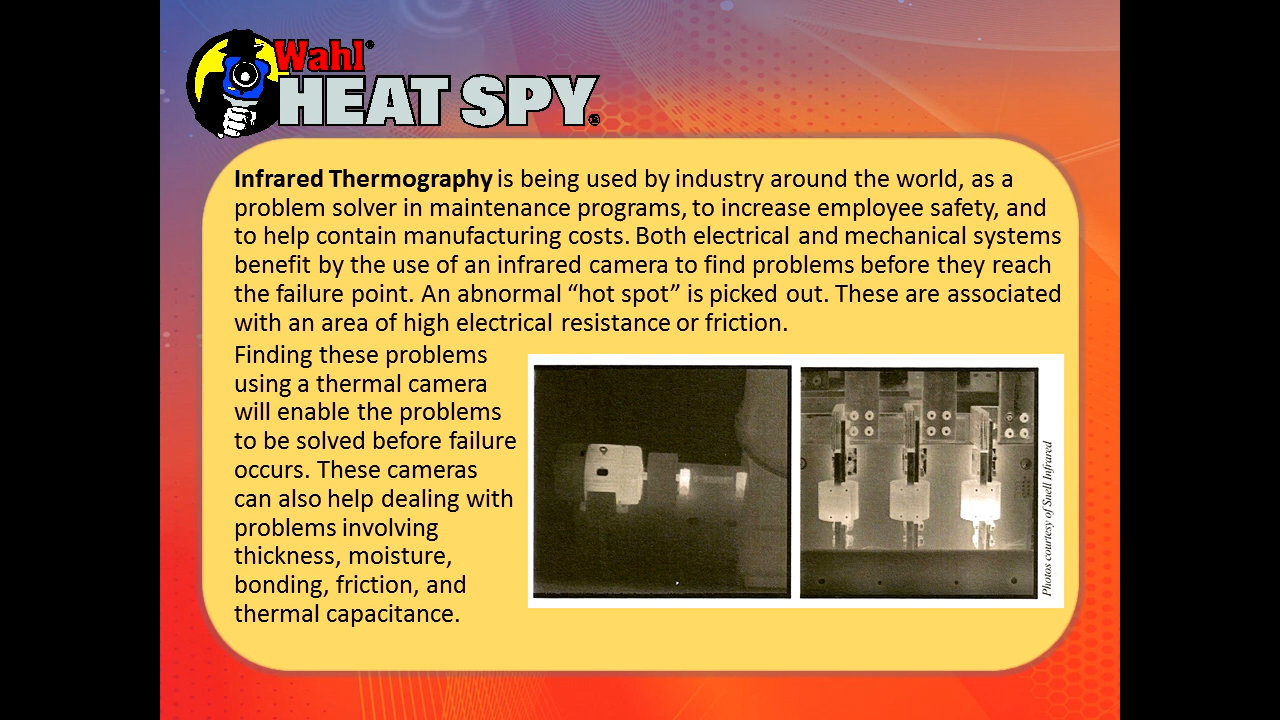 Wahl®
HEAT SPY®
Infrared Thermography is being used by industry around the world, as a
problem solver in maintenance programs, to increase employee safety, and
to help contain manufacturing costs. Both electrical and mechanical systems
benefit by the use of an infrared camera to find problems before they reach
the failure point. An abnormal “hot spot” is picked out. These are associated
with an area of high electrical resistance or friction.
Finding these problems
using a thermal camera
will enable the problems
to be solved before failure
occurs. These cameras
can also help dealing with
problems involving
thickness, moisture,
bonding, friction, and
thermal capacitance.
Photos courtesy of Snell Infrared